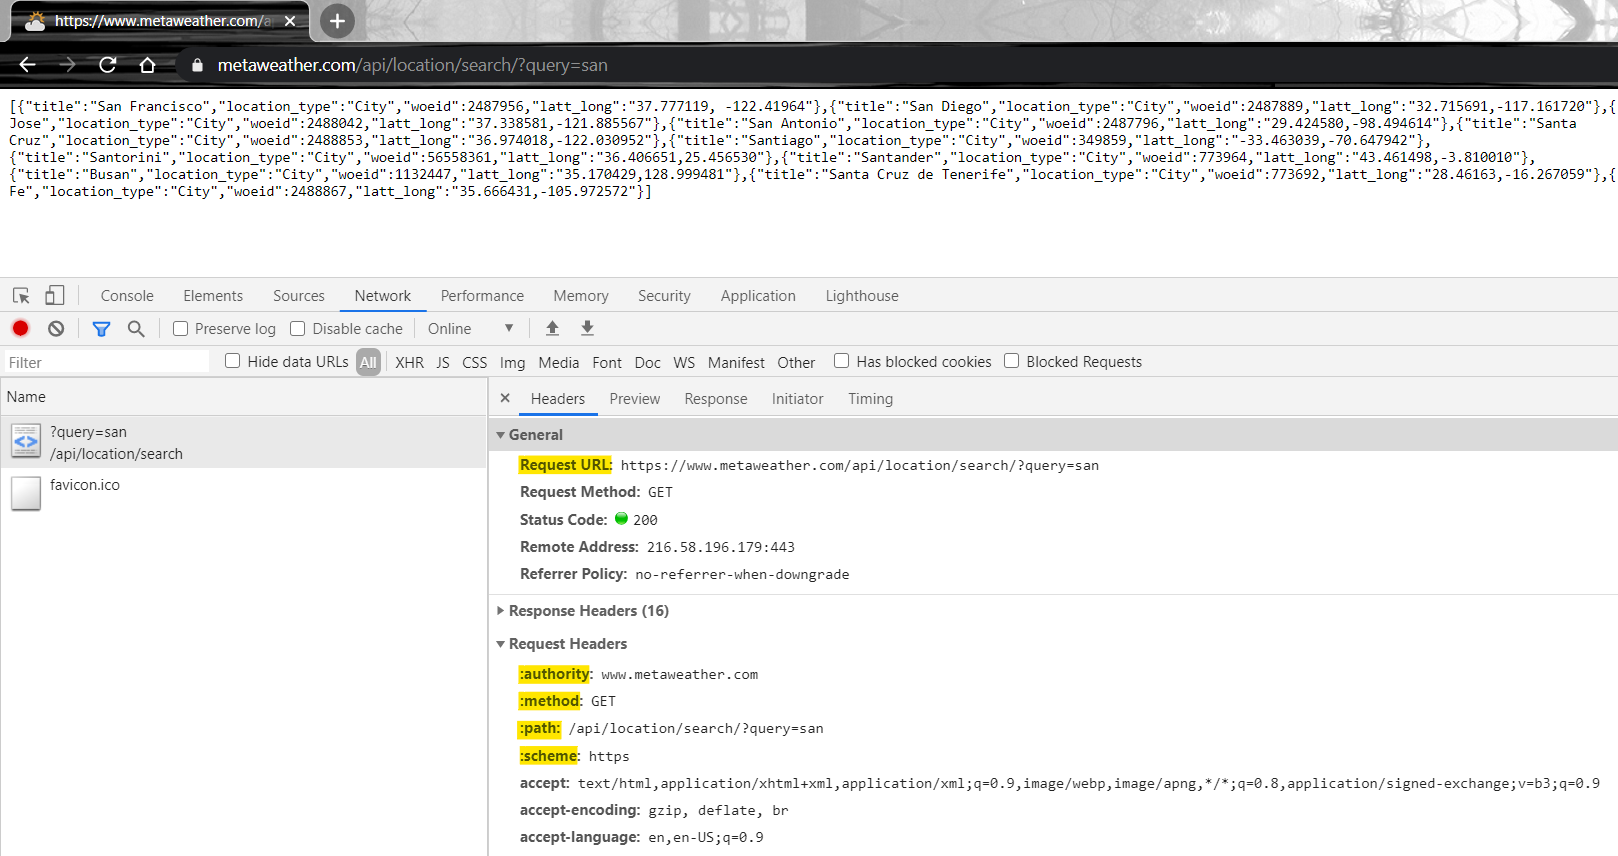 https://www.metaweather.com/a
metaweather.com/api/location/search/?query=san
[{"title":"San Francisco","location_type":"City","woeid":2487956,"latt_long":"37.777119, -122.41964"},{"title":"San Diego","location_type":"City","woeid":2487889,"latt_long":"32.715691,-117.161720"},{
Jose","location_type":"City","woeid":2488042,"latt_long":"37.338581,-121.885567"},{"title":"San Antonio","location_type":"City","woeid":2487796,"latt_long":"29.424580,-98.494614"},{"title":"Santa
Cruz","location_type":"City","woeid":2488853,"latt_long":"36.974018,-122.030952"},{"title":"Santiago","location_type":"City","woeid":349859,"latt_long":"-33.463039,-70.647942"},
{"title":"Santorini","location_type":"City","woeid":56558361,"latt_long":"36.406651,25.456530"},{"title":"Santander","location_type":"City","woeid":773964,"latt_long":"43.461498,-3.810010"},
{"title":"Busan","location_type":"City","woeid":1132447,"latt_long":"35.170429,128.999481"},{"title":"Santa Cruz de Tenerife","location_type":"City","woeid":773692,"latt_long":"28.46163,-16.267059"},{
Fe","location_type":"City","woeid":2488867,"latt_long":"35.666431,-105.972572"}]
Console Elements Sources Network Performance Memory Security Application Lighthouse
Preserve log Disable cache Online
Filter Hide data URLs All XHR JS CSS Img Media Font Doc WS Manifest Other Has blocked cookies Blocked Requests
Name
?query=san
/api/location/search
favicon.ico
Headers Preview Response Initiator Timing
General
Request URL: https://www.metaweather.com/api/location/search/?query=san
Request Method: GET
Status Code: 200
Remote Address: 216.58.196.179:443
Referrer Policy: no-referrer-when-downgrade
Response Headers (16)
Request Headers
:authority: www.metaweather.com
:method: GET
:path: /api/location/search/?query=san
:scheme: https
accept: text/html,application/xhtml+xml,application/xml;q=0.9,image/webp,image/apng,*/*;q=0.8,application/signed-exchange;v=b3;q=0.9
accept-encoding: gzip, deflate, br
accept-language: en,en-US;q=0.9